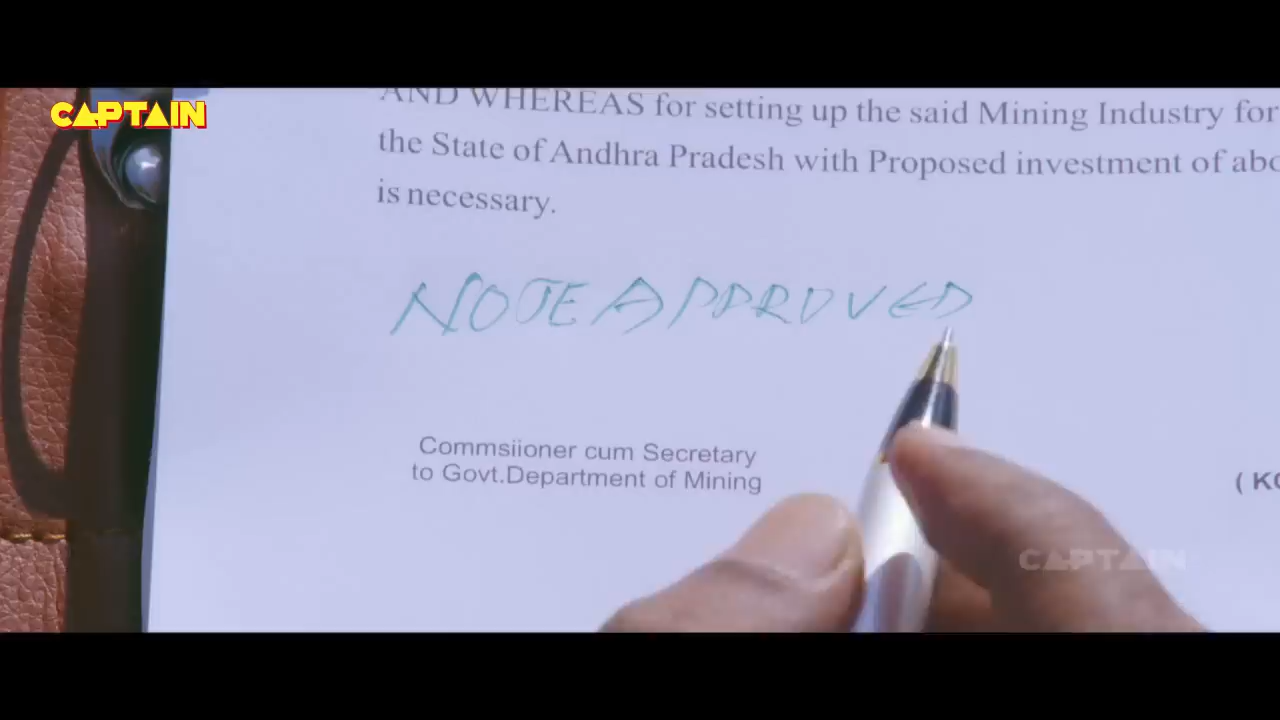 CAPTAIN
AND WHEREAS for setting up the said Mining Industry for
the State of Andhra Pradesh with Proposed investment of
is necessary.
NOTE APPROVED
Commsiioner cum Secretary
to Govt.Department of Mining
CAPTAIN